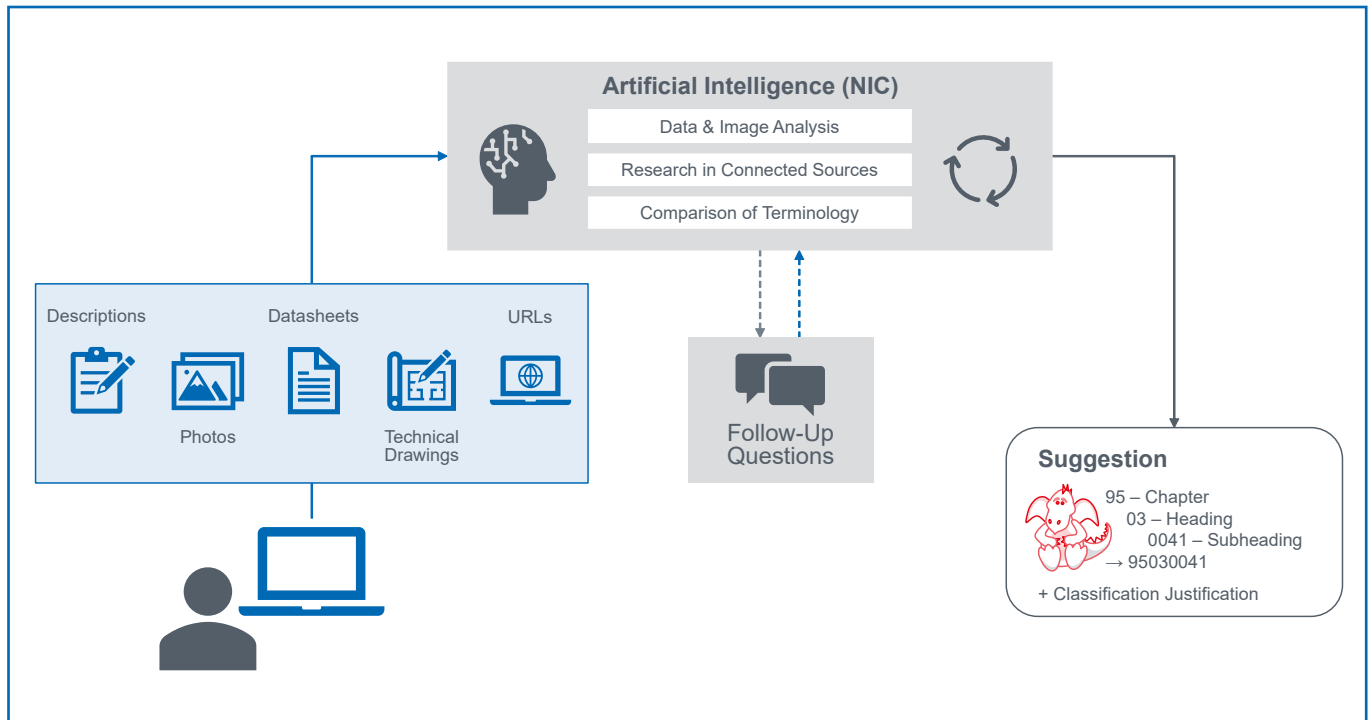 Artificial Intelligence (NIC)
Data & Image Analysis
Research in Connected Sources
Comparison of Terminology
Descriptions
Datasheets
URLs
Photos
Technical
Drawings
Follow-Up
Questions
Suggestion
95 – Chapter
03 – Heading
0041 – Subheading
→ 95030041
+ Classification Justification